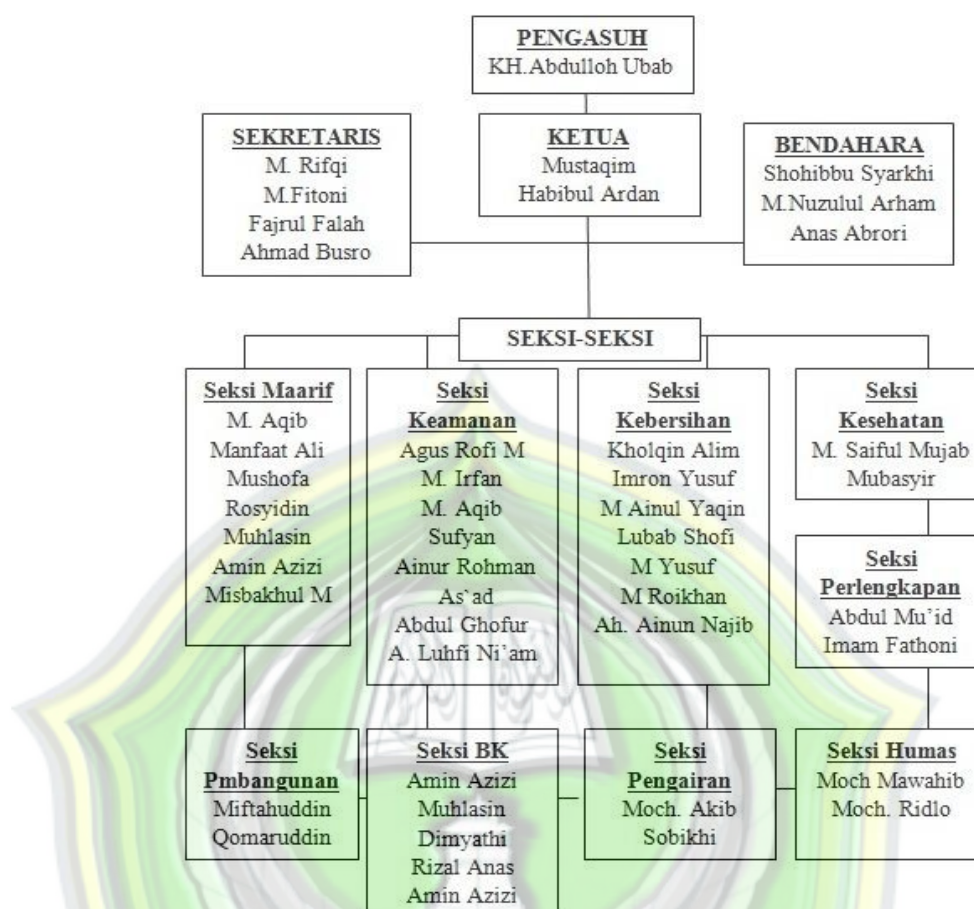 PENGASUH
KH.Abdulloh Ubab
SEKRETARIS
M. Rifqi
M.Fitoni
Fajrul Falah
Ahmad Busro
KETUA
Mustaqim
Habibul Ardan
BENDAHARA
Shohibbu Syarkhi
M.Nuzulul Arham
Anas Abrori
SEKSI-SEKSI
Seksi Maarif
M. Aqib
Manfaat Ali
Mushofa
Rosyidin
Muhlasin
Amin Azizi
Misbakhul M
Seksi
Keamanan
Agus Rofi M
M. Irfan
M. Aqib
Sufyan
Ainur Rohman
As`ad
Abdul Ghofur
A. Luhfi Ni’am
Seksi
Kebersihan
Kholqin Alim
Imron Yusuf
M Ainul Yaqin
Lubab Shofi
M Yusuf
M Roikhan
Ah. Ainun Najib
Seksi
Kesehatan
M. Saiful Mujab
Mubasyir
Seksi
Perlengkapan
Abdul Mu’id
Imam Fathoni
Seksi
Pmbangunan
Miftahuddin
Qomaruddin
Seksi BK
Amin Azizi
Muhlasin
Dimyathi
Rizal Anas
Amin Azizi
Seksi
Pengairan
Moch. Akib
Sobikhi
Seksi Humas
Moch Mawahib
Moch. Ridlo